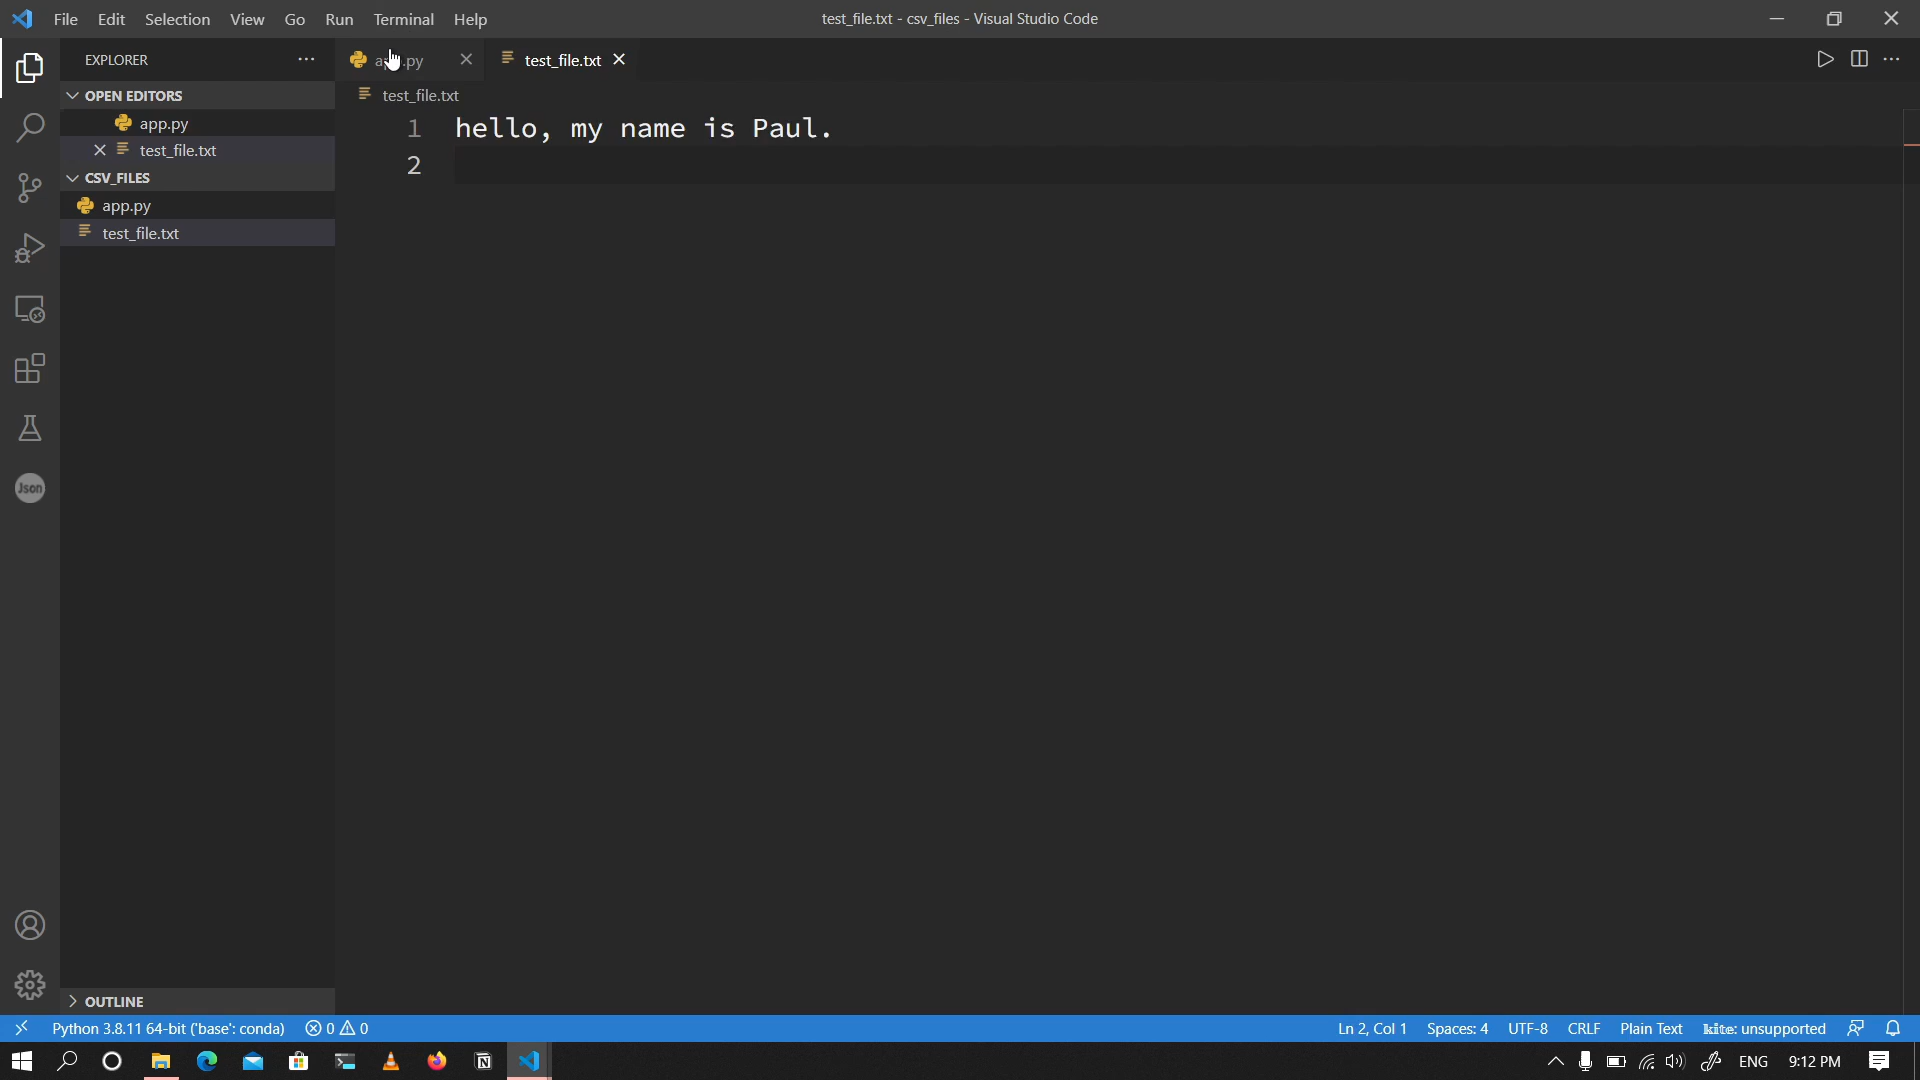 File Edit Selection View Go Run Terminal Help
test_file.txt - csv_files - Visual Studio Code
EXPLORER
test_file.txt
OPEN EDITORS
app.py
test_file.txt
CSV_FILES
app.py
test_file.txt
test_file.txt
1 hello, my name is Paul.
2
Json
OUTLINE
Python 3.8.11 64-bit ('base': conda) 0 0
Ln 2, Col 1 Spaces: 4 UTF-8 CRLF Plain Text kite: unsupported
ENG 9:12 PM